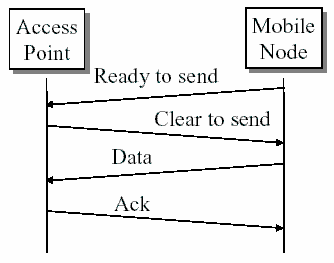 Access
Point
Mobile
Node
Ready to send
Clear to send
Data
Ack